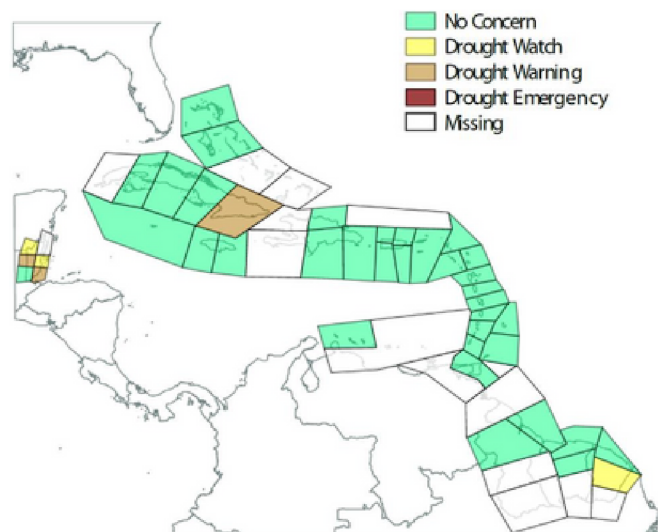 No Concern
Drought Watch
Drought Warning
Drought Emergency
Missing